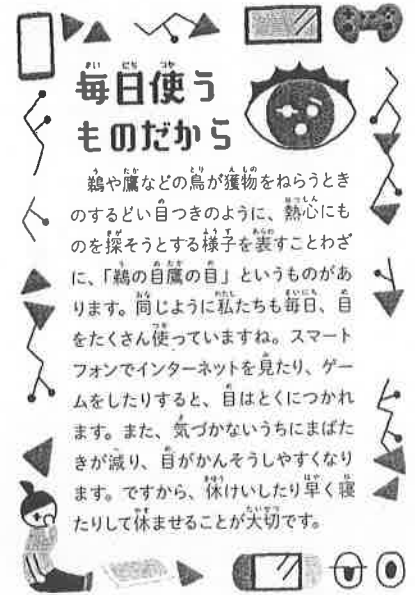 毎日使う
ものだから
鵜や鷹などの鳥が獲物をねらうとき
のするどい目つきのように、熱心にも
のを探そうとする様子を表すことわざ
に、「鵜の目鷹の目」というものがあ
ります。同じように私たちも毎日、目
をたくさん使っていますね。スマート
フォンでインターネットを見たり、ゲー
ムをしたりすると、目はとくにつかれ
ます。また、気づかないうちにまばた
きが減り、目がかんそうしやすくなり
ます。ですから、休けいしたり早く寝
たりして休ませることが大切です。